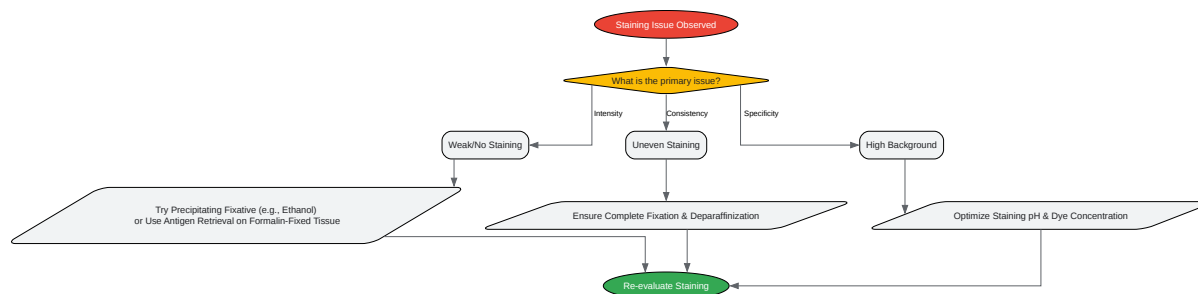 Staining Issue Observed
What is the primary issue?
Intensity
Consistency
Specificity
Weak/No Staining
Uneven Staining
High Background
Try Precipitating Fixative (e.g., Ethanol)
or Use Antigen Retrieval on Formalin-Fixed Tissue
Ensure Complete Fixation & Deparaffinization
Optimize Staining pH & Dye Concentration
Re-evaluate Staining